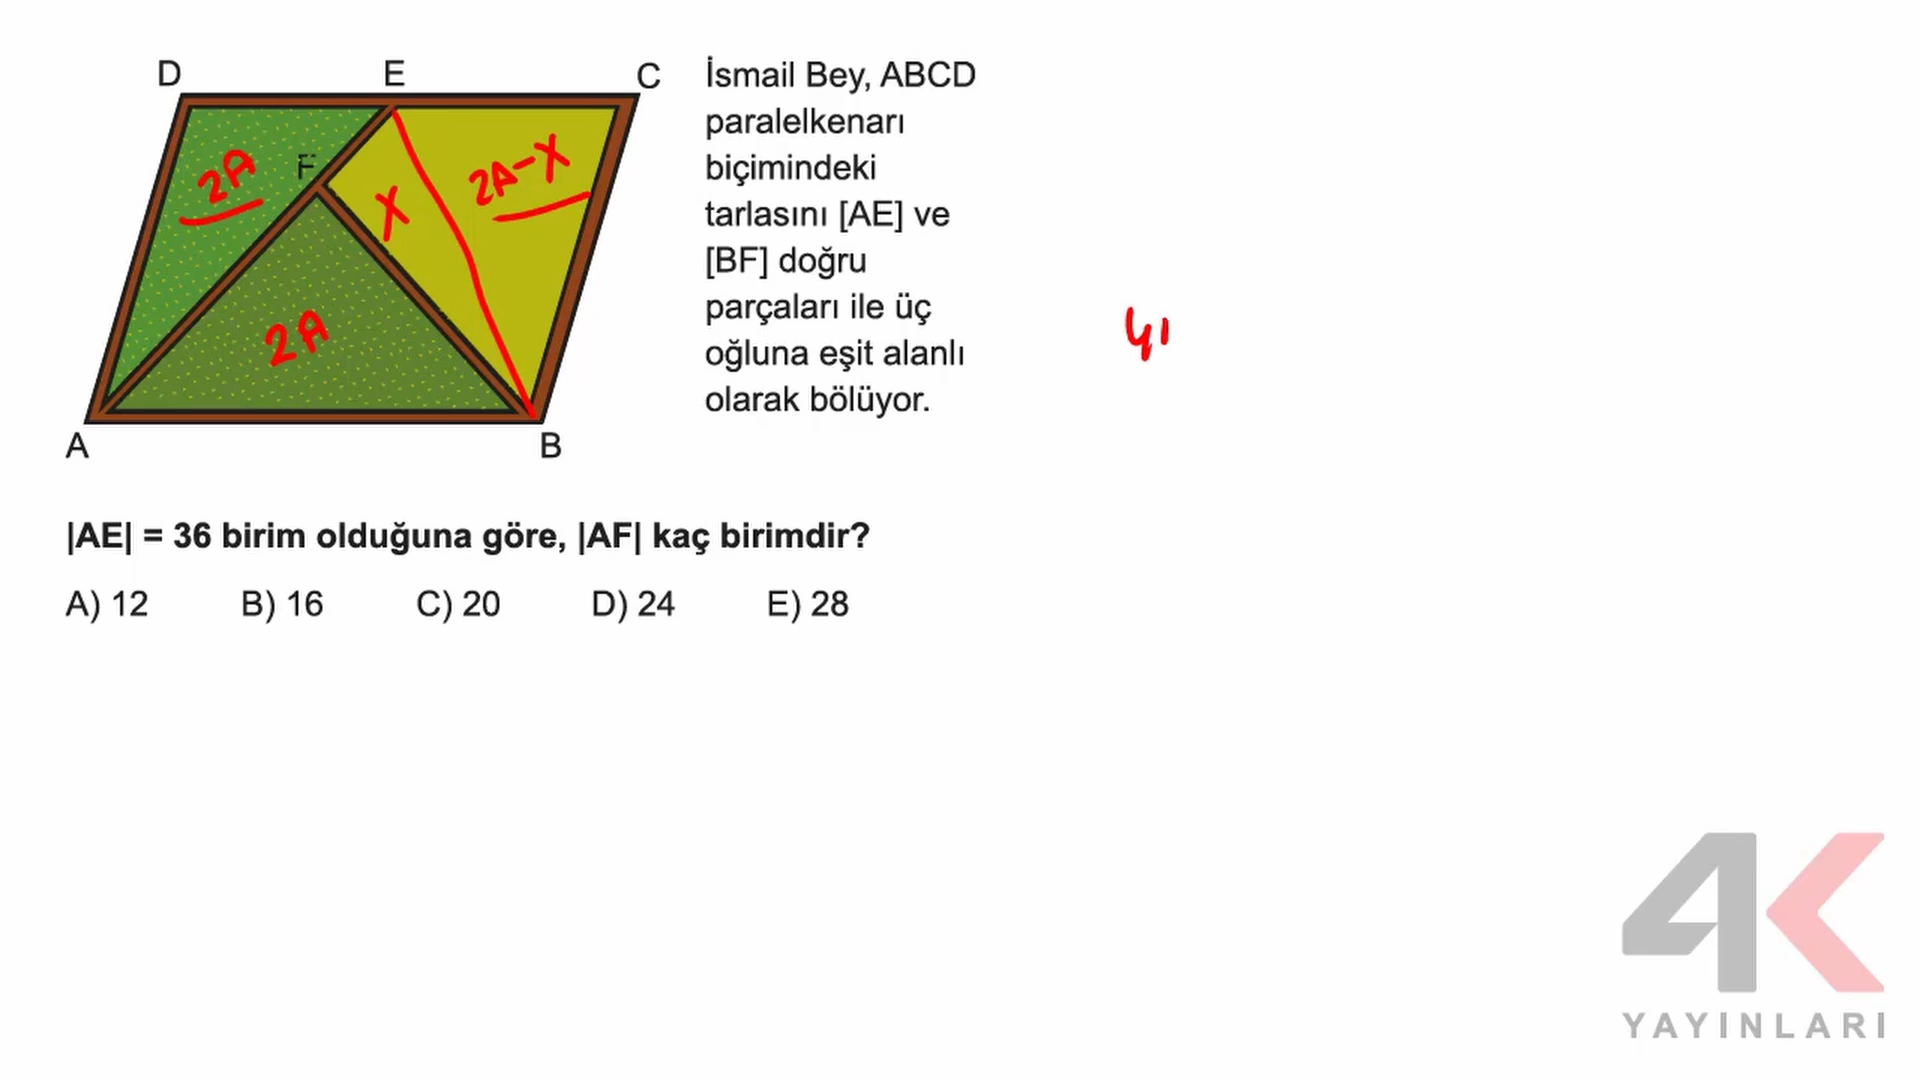 D E C
F
2A
X
2A-X
2A
A B
İsmail Bey, ABCD
paralelkenarı
biçimindeki
tarlasını [AE] ve
[BF] doğru
parçaları ile üç
oğluna eşit alanlı
olarak bölüyor.
|AE| = 36 birim olduğuna göre, |AF| kaç birimdir?
A) 12 B) 16 C) 20 D) 24 E) 28
4K
YAYINLARI